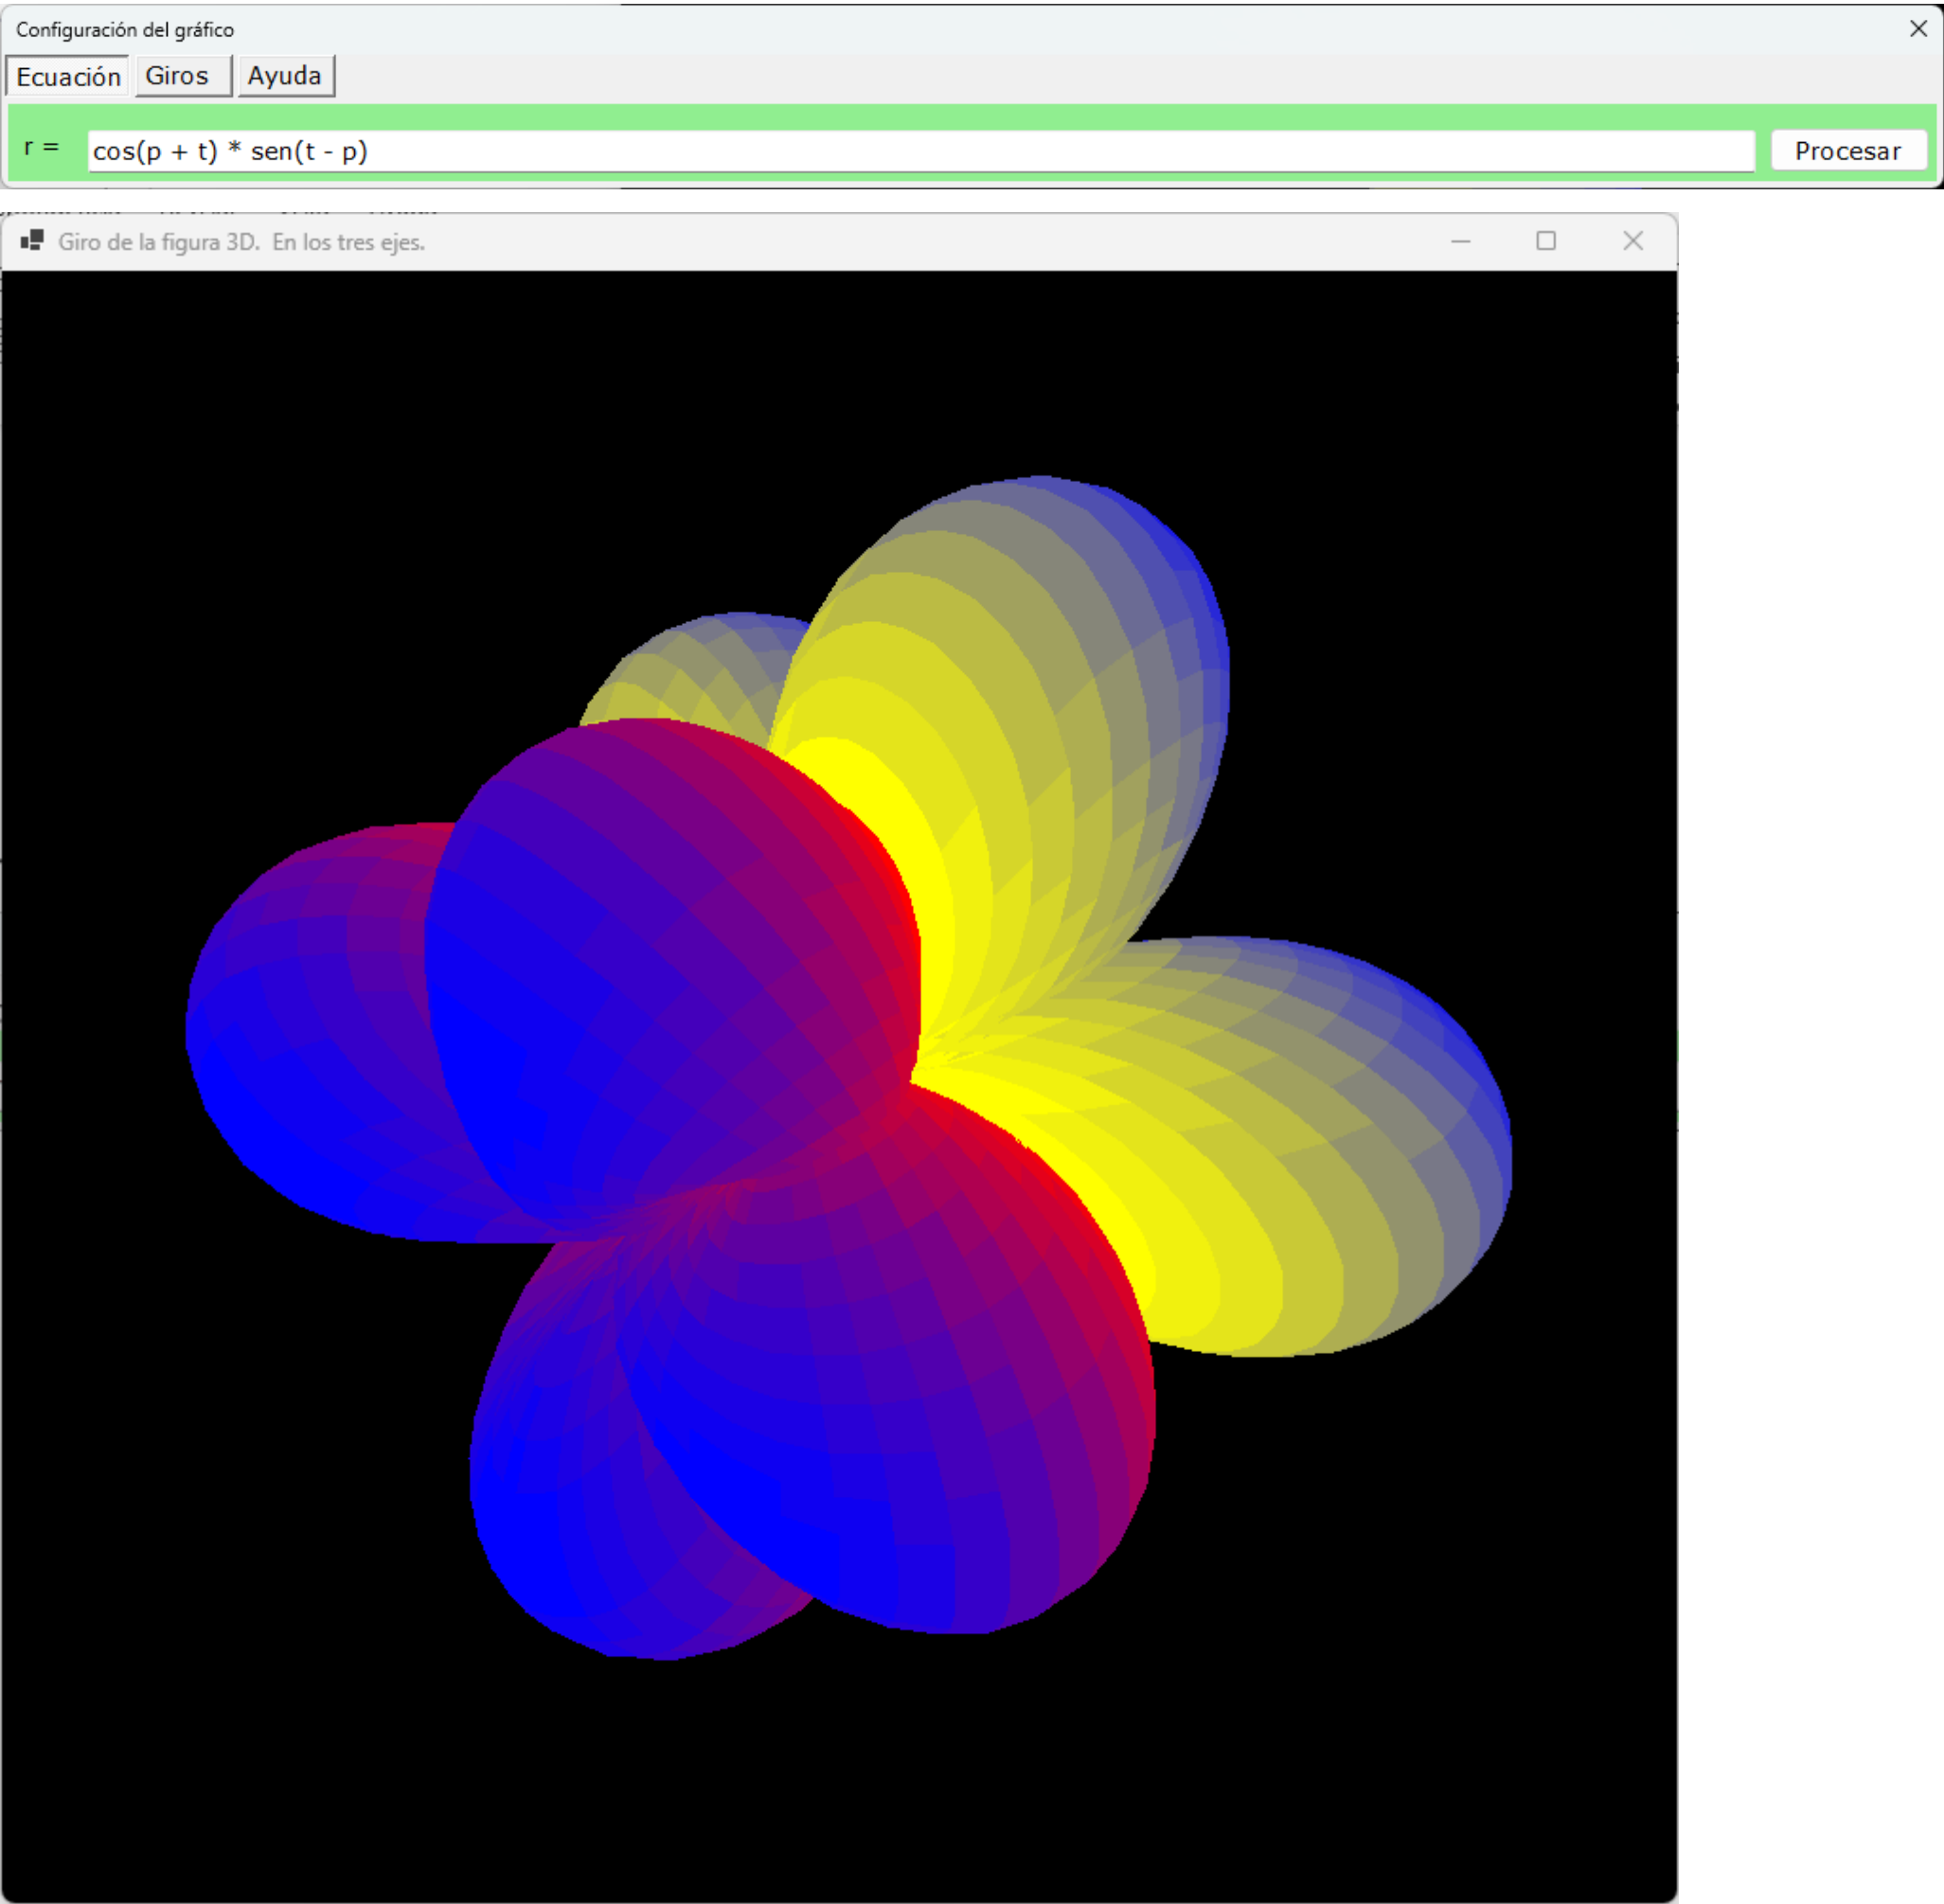 Configuración del gráfico
Ecuación Giros Ayuda
r = cos(p + t) * sen(t - p) Procesar
Giro de la figura 3D. En los tres ejes.